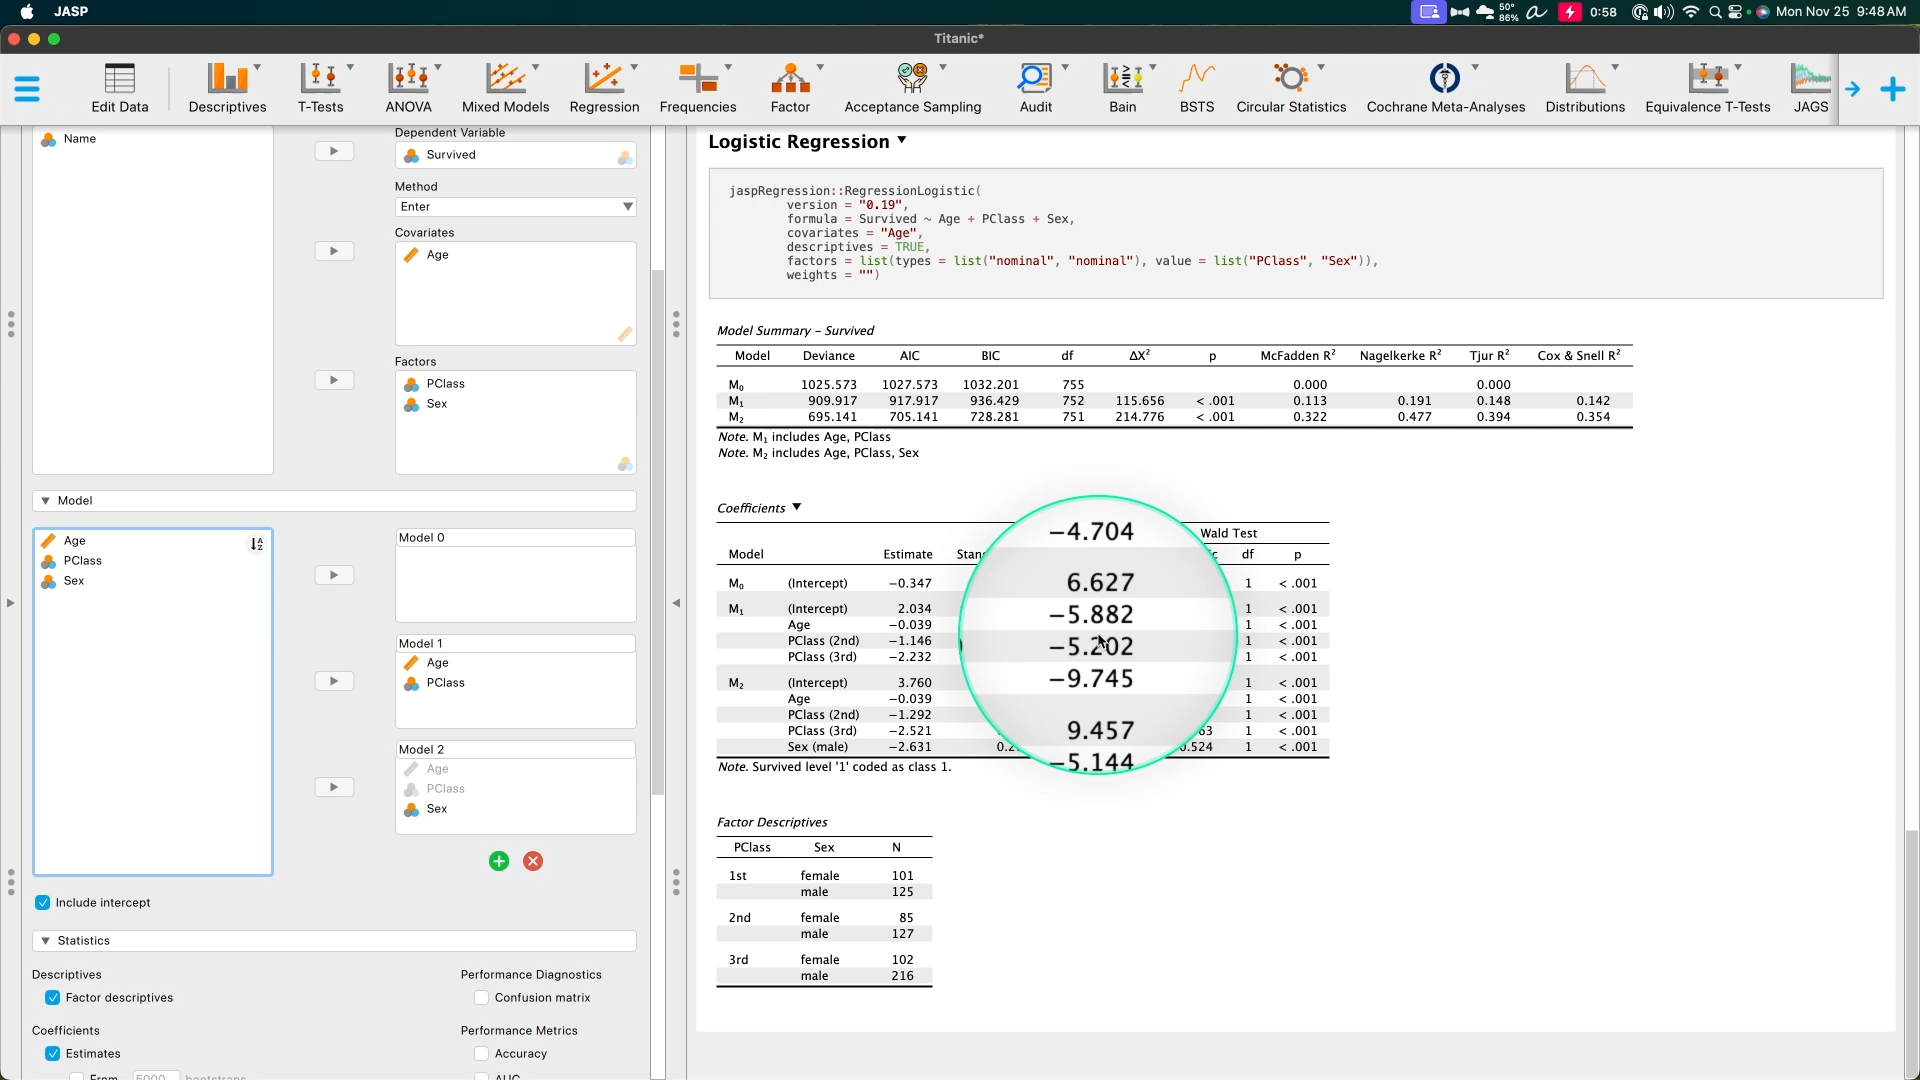 JASP
50°
86%
0:58
Mon Nov 25 9:48 AM
Titanic*
Edit Data
Descriptives
T-Tests
ANOVA
Mixed Models
Regression
Frequencies
Factor
Acceptance Sampling
Audit
Bain
BSTS
Circular Statistics
Cochrane Meta-Analyses
Distributions
Equivalence T-Tests
JAGS
Name
Dependent Variable
Survived
Method
Enter
Covariates
Age
Factors
PClass
Sex
Model
Age
PClass
Sex
Model 0
Model 1
Age
PClass
Model 2
Age
PClass
Sex
Include intercept
Statistics
Descriptives
Factor descriptives
Performance Diagnostics
Confusion matrix
Coefficients
Estimates
Performance Metrics
Accuracy
From 5000 bootstraps
AUC
Logistic Regression
jaspRegression::RegressionLogistic(
version = "0.19",
formula = Survived ~ Age + PClass + Sex,
covariates = "Age",
descriptives = TRUE,
factors = list(types = list("nominal", "nominal"), value = list("PClass", "Sex")),
weights = "")
Model Summary - Survived
Model Deviance AIC BIC df ΔX² p McFadden R² Nagelkerke R² Tjur R² Cox & Snell R²
M₀ 1025.573 1027.573 1032.201 755 0.000 0.000
M₁ 909.917 917.917 936.429 752 115.656 < .001 0.113 0.191 0.148 0.142
M₂ 695.141 705.141 728.281 751 214.776 < .001 0.322 0.477 0.394 0.354
Note. M₁ includes Age, PClass
Note. M₂ includes Age, PClass, Sex
Coefficients
Wald Test
Model Estimate df p
M₀ (Intercept) −0.347 −4.704 1 < .001
M₁ (Intercept) 2.034 6.627 1 < .001
Age −0.039 −5.882 1 < .001
PClass (2nd) −1.146 −5.202 1 < .001
PClass (3rd) −2.232 −9.745 1 < .001
M₂ (Intercept) 3.760 9.457 1 < .001
Age −0.039 −5.144 1 < .001
PClass (2nd) −1.292 1 < .001
PClass (3rd) −2.521 1 < .001
Sex (male) −2.631 1 < .001
Note. Survived level '1' coded as class 1.
Factor Descriptives
PClass Sex N
1st female 101
male 125
2nd female 85
male 127
3rd female 102
male 216